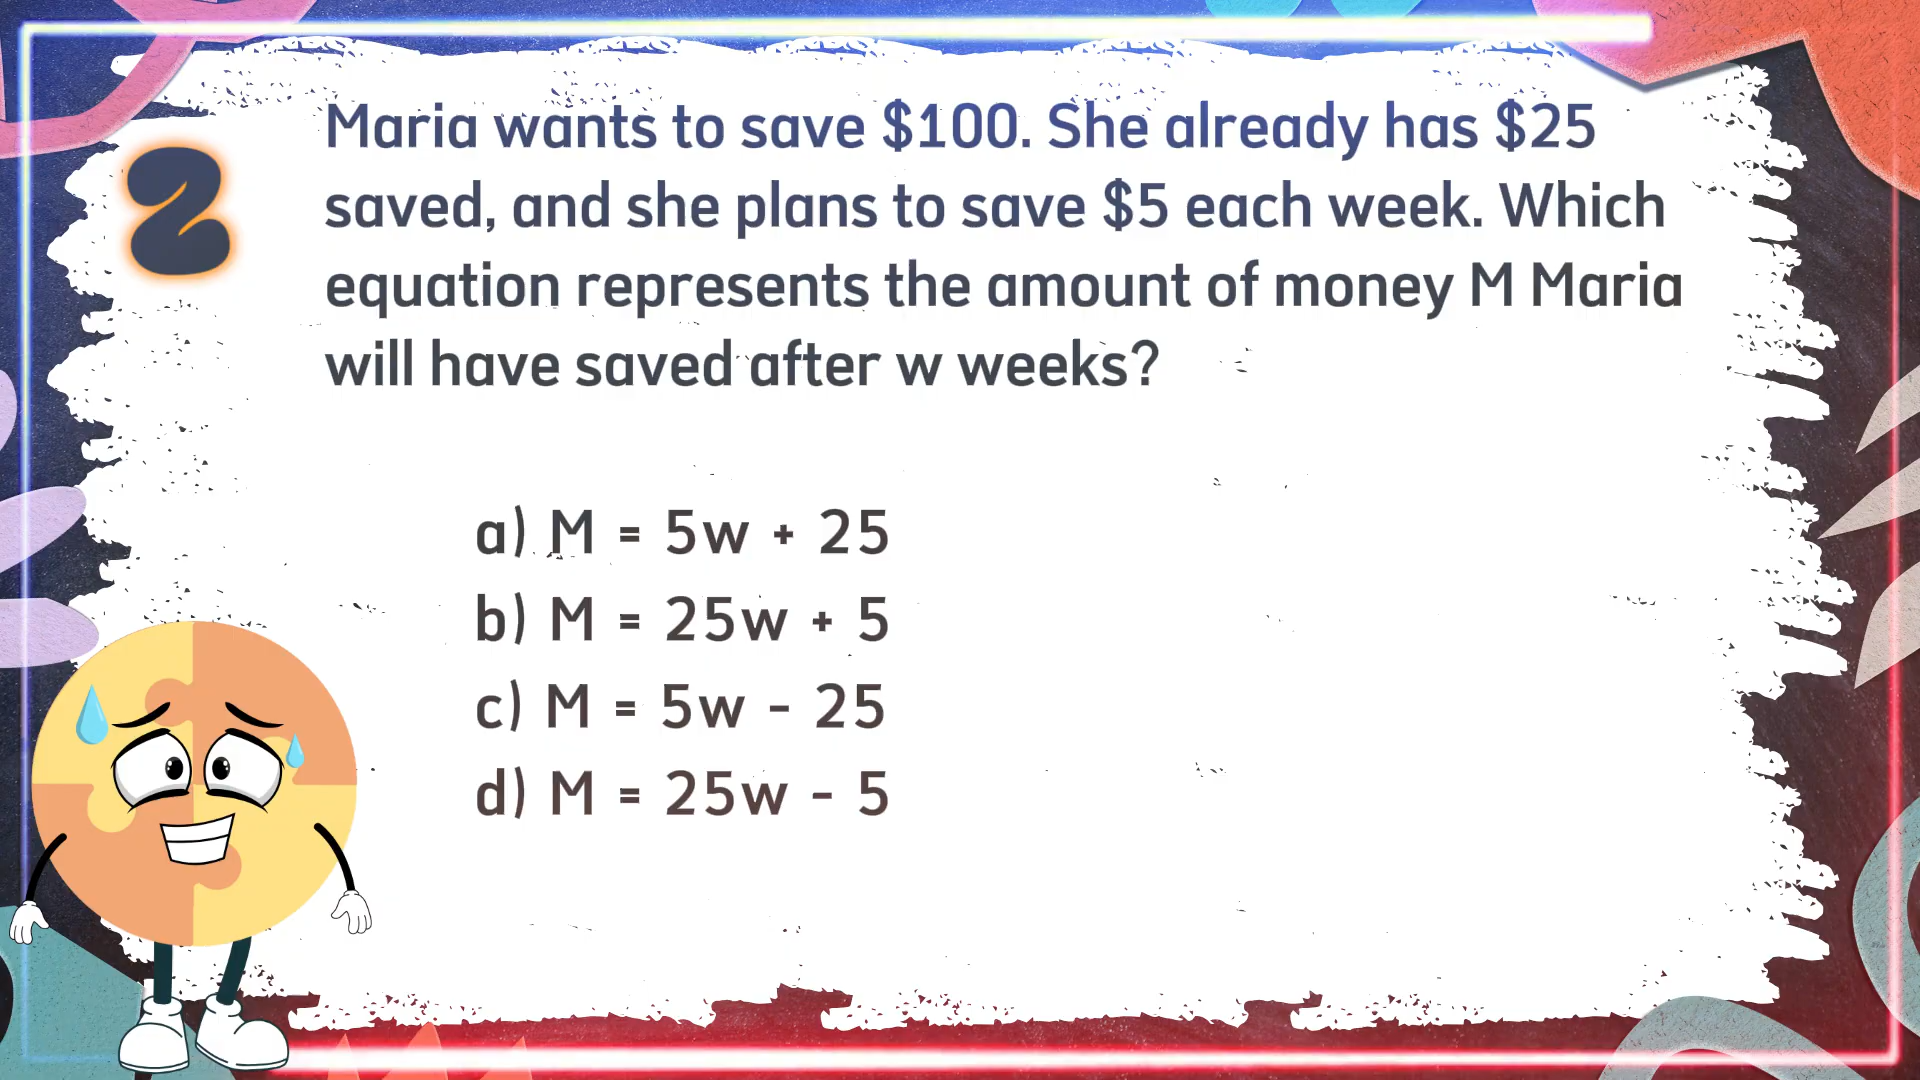 2
Maria wants to save $100. She already has $25
saved, and she plans to save $5 each week. Which
equation represents the amount of money M Maria
will have saved after w weeks?
a) M = 5w + 25
b) M = 25w + 5
c) M = 5w - 25
d) M = 25w - 5